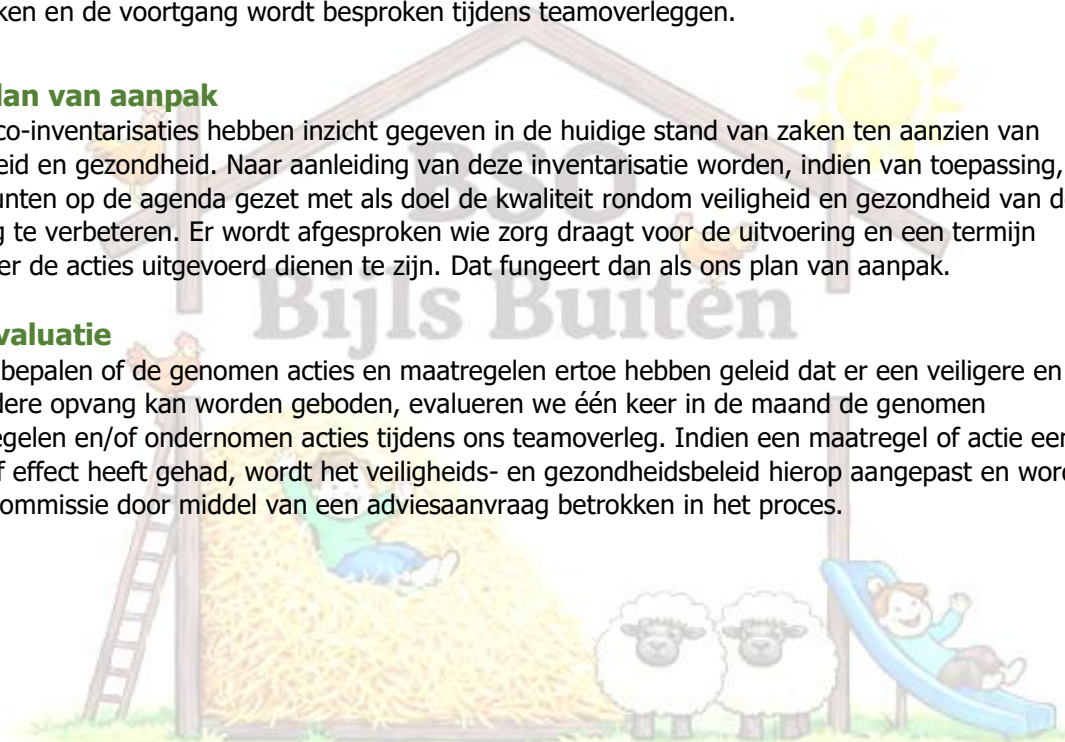 ken en de voortgang wordt besproken tijdens teamoverleggen.
lan van aanpak
co-inventarisaties hebben inzicht gegeven in de huidige stand van zaken ten aanzien van
eid en gezondheid. Naar aanleiding van deze inventarisatie worden, indien van toepassing,
unten op de agenda gezet met als doel de kwaliteit rondom veiligheid en gezondheid van d
g te verbeteren. Er wordt afgesproken wie zorg draagt voor de uitvoering en een termijn
er de acties uitgevoerd dienen te zijn. Dat fungeert dan als ons plan van aanpak.
BSO
Bijls Buiten
valuatie
bepalen of de genomen acties en maatregelen ertoe hebben geleid dat er een veiligere en
dere opvang kan worden geboden, evalueren we één keer in de maand de genomen
egelen en/of ondernomen acties tijdens ons teamoverleg. Indien een maatregel of actie een
f effect heeft gehad, wordt het veiligheids- en gezondheidsbeleid hierop aangepast en word
ommissie door middel van een adviesaanvraag betrokken in het proces.